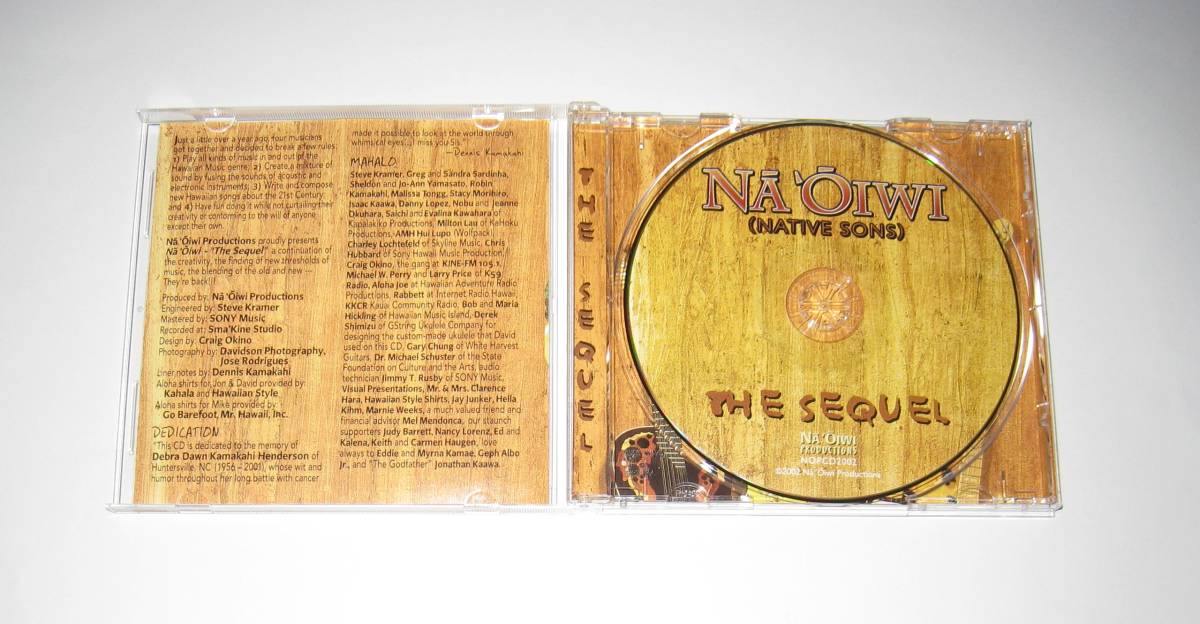 Just a little over a year ago, four musicians
got together and decided to break a few rules:
1) Play all kinds of music in and out of the
Hawaiian Music genre; 2) Create a mixture of
sound by fusing the sounds of acoustic and
electronic instruments; 3) Write and compose
new Hawaiian songs about the 21st Century;
and 4) Have fun doing it while not curtailing their
creativity or conforming to the will of anyone
except their own.
Nā ʻŌiwi Productions proudly presents
Nā ʻŌiwi – "The Sequel" a continuation of
the creativity, the finding of new thresholds of
music, the blending of the old and new ---
They're back!!!
Produced by: Nā ʻŌiwi Productions
Engineered by: Steve Kramer
Mastered by: SONY Music
Recorded at: Sma'Kine Studio
Design by: Craig Okino
Photography by: Davidson Photography,
Jose Rodrigues
Liner notes by: Dennis Kamakahi
Aloha shirts for Jon & David provided by:
Kahala and Hawaiian Style
Aloha shirts for Mike provided by:
Go Barefoot, Mr. Hawaii, Inc.
DEDICATION
"This CD is dedicated to the memory of
Debra Dawn Kamakahi Henderson of
Huntersville, NC (1956 – 2001), whose wit and
humor throughout her long battle with cancer
made it possible to look at the world through
whimsical eyes...I miss you Sis."
—Dennis Kamakahi
MAHALO
Steve Kramer, Greg and Sandra Sardinha,
Sheldon and Jo-Ann Yamasato, Robin
Kamakahi, Malissa Tongg, Stacy Morihiro,
Isaac Kaawa, Danny Lopez, Nobu and Jeanne
Okuhara, Saichi and Evalina Kawahara of
Kapalakiko Productions, Milton Lau of KaHoku
Productions, AMH Hui Lupo (Wolfpack),
Charley Lochtefeld of Skyline Music, Chris
Hubbard of Sony Hawaii Music Production,
Craig Okino, the gang at KINE-FM 105.1,
Michael W. Perry and Larry Price of K59
Radio, Aloha Joe at Hawaiian Adventure Radio
Productions, Rabbett at Internet Radio Hawaii,
KKCR Kauai Community Radio, Bob and Maria
Hickling of Hawaiian Music Island, Derek
Shimizu of GString Ukulele Company for
designing the custom-made ukulele that David
used on this CD, Gary Chung of White Harvest
Guitars, Dr. Michael Schuster of the State
Foundation on Culture and the Arts, audio
technician Jimmy T. Rusby of SONY Music,
Visual Presentations, Mr. & Mrs. Clarence
Hara, Hawaiian Style Shirts, Jay Junker, Hella
Kihm, Marnie Weeks, a much valued friend and
financial advisor Mel Mendonca, our staunch
supporters Judy Barrett, Nancy Lorenz, Ed and
Kalena, Keith and Carmen Haugen, love
always to Eddie and Myrna Kamae, Geph Albo
Jr., and "The Godfather" Jonathan Kaawa.
THE SEQUEL
NĀ ʻŌIWI
(NATIVE SONS)
THE SEQUEL
NĀ ʻŌIWI
PRODUCTIONS
NOPCD2002
©2002 Nā ʻŌiwi Productions